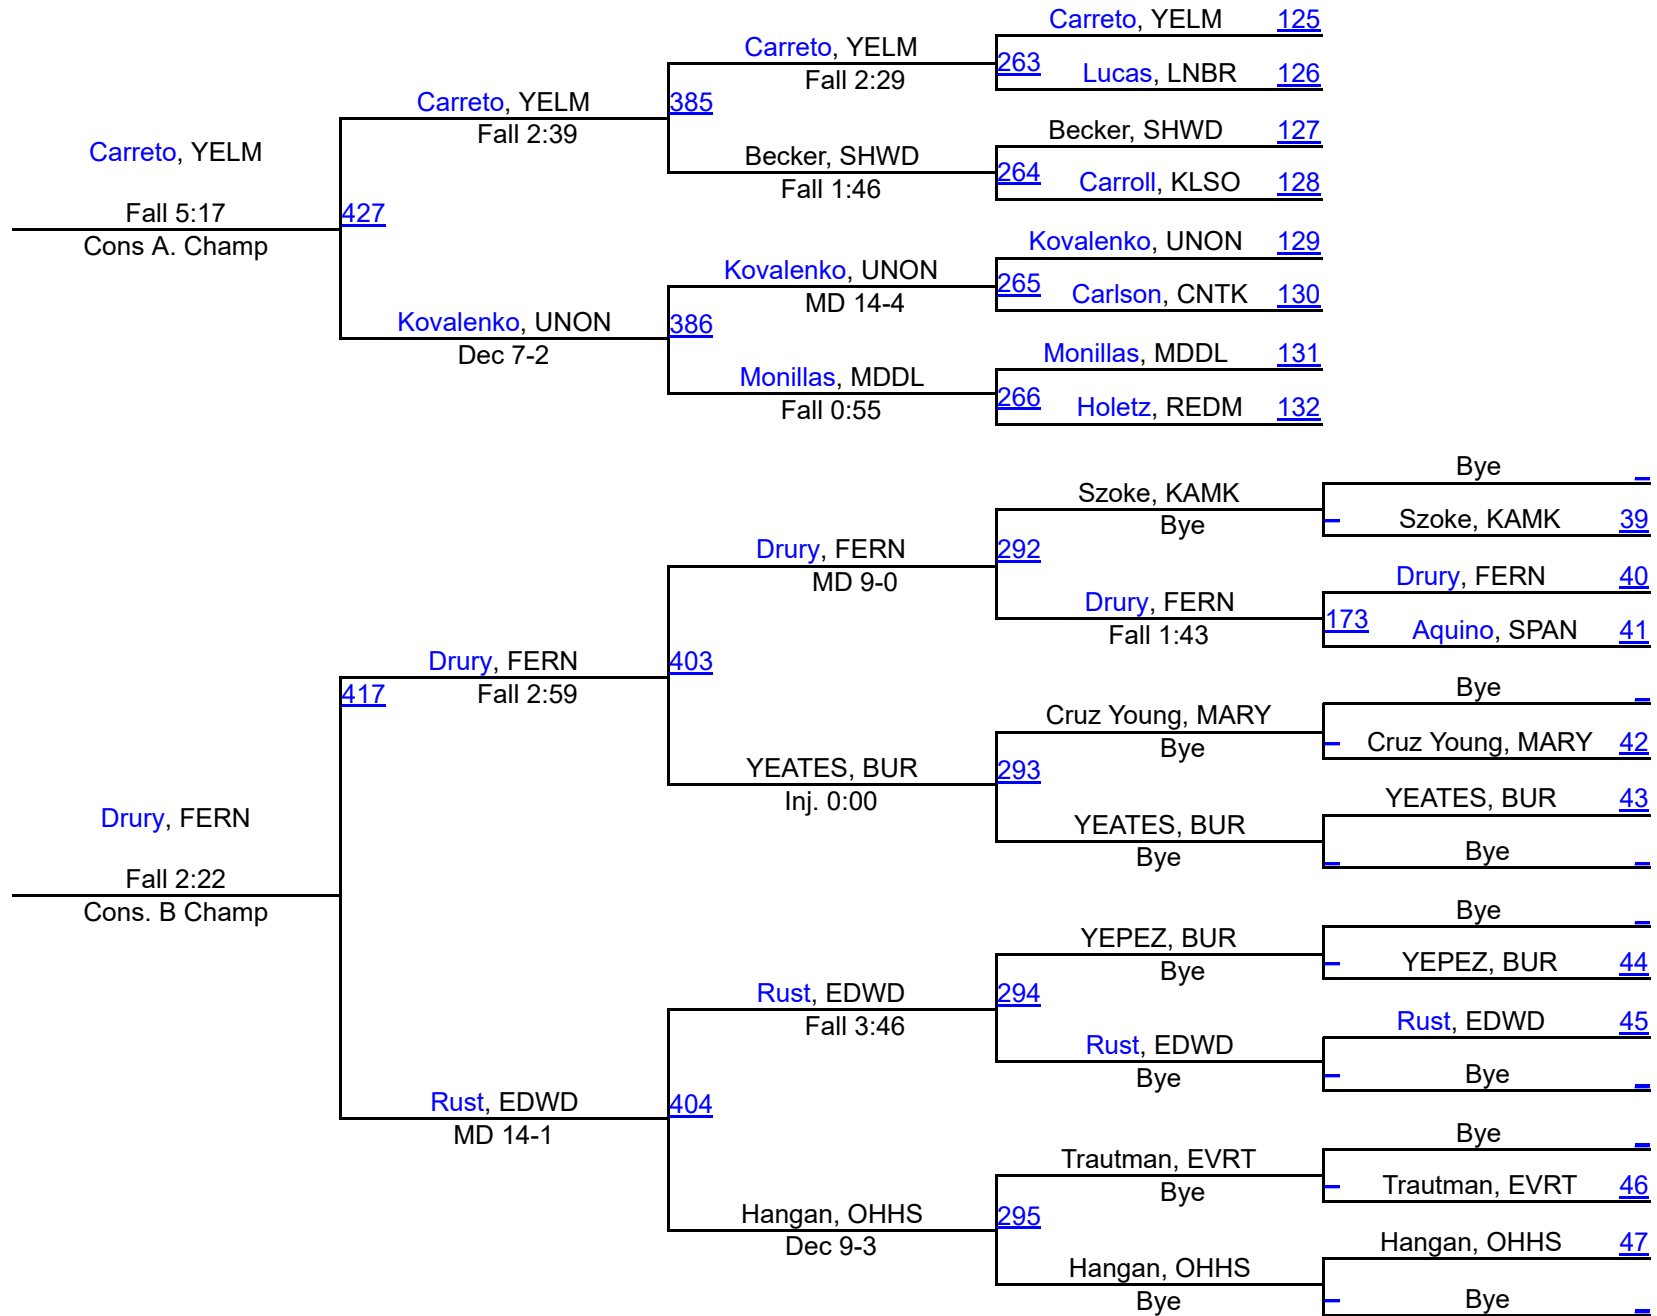 Carreto, YELM 125
Carreto, YELM
263
Fall 2:29
Lucas, LNBR 126
Carreto, YELM
385
Fall 2:39
Becker, SHWD 127
Carreto, YELM
Becker, SHWD
264
Fall 1:46
Carroll, KLSO 128
Fall 5:17
427
Cons A. Champ
Kovalenko, UNON 129
Kovalenko, UNON
265
MD 14-4
Carlson, CNTK 130
Kovalenko, UNON
386
Dec 7-2
Monillas, MDDL 131
Monillas, MDDL
266
Fall 0:55
Holetz, REDM 132
Bye
Szoke, KAMK
Bye
Szoke, KAMK 39
Drury, FERN
292
MD 9-0
Drury, FERN 40
Drury, FERN
173
Fall 1:43
Aquino, SPAN 41
Drury, FERN
403
417
Fall 2:59
Bye
Cruz Young, MARY
Bye
Cruz Young, MARY 42
YEATES, BUR
293
Inj. 0:00
YEATES, BUR 43
Drury, FERN
YEATES, BUR
Bye
Bye
Fall 2:22
Cons. B Champ
Bye
YEPEZ, BUR
Bye
YEPEZ, BUR 44
Rust, EDWD
294
Fall 3:46
Rust, EDWD 45
Rust, EDWD
Bye
Bye
Rust, EDWD
404
MD 14-1
Bye
Trautman, EVRT
Bye
Trautman, EVRT 46
Hangan, OHHS
295
Dec 9-3
Hangan, OHHS 47
Hangan, OHHS
Bye
Bye